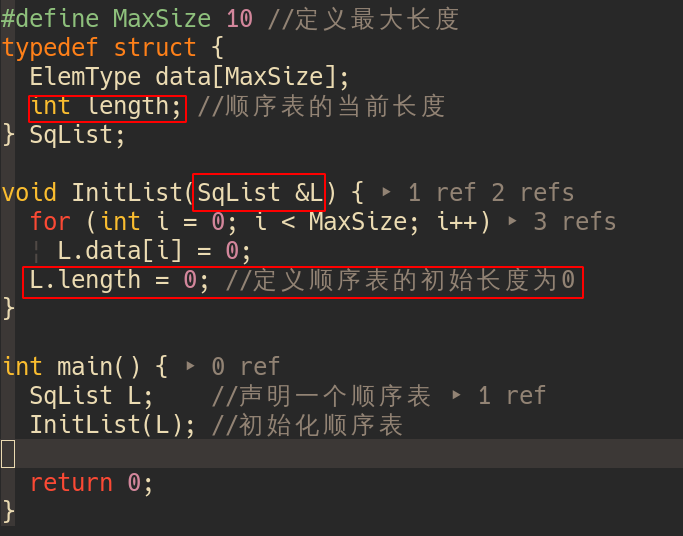 #define MaxSize 10 //定义最大长度
typedef struct {
  ElemType data[MaxSize];
  int length; //顺序表的当前长度
} SqList;

void InitList(SqList &L) { ▸ 1 ref 2 refs
  for (int i = 0; i < MaxSize; i++) ▸ 3 refs
    L.data[i] = 0;
  L.length = 0; //定义顺序表的初始长度为0
}

int main() { ▸ 0 ref
  SqList L;    //声明一个顺序表 ▸ 1 ref
  InitList(L); //初始化顺序表

  return 0;
}